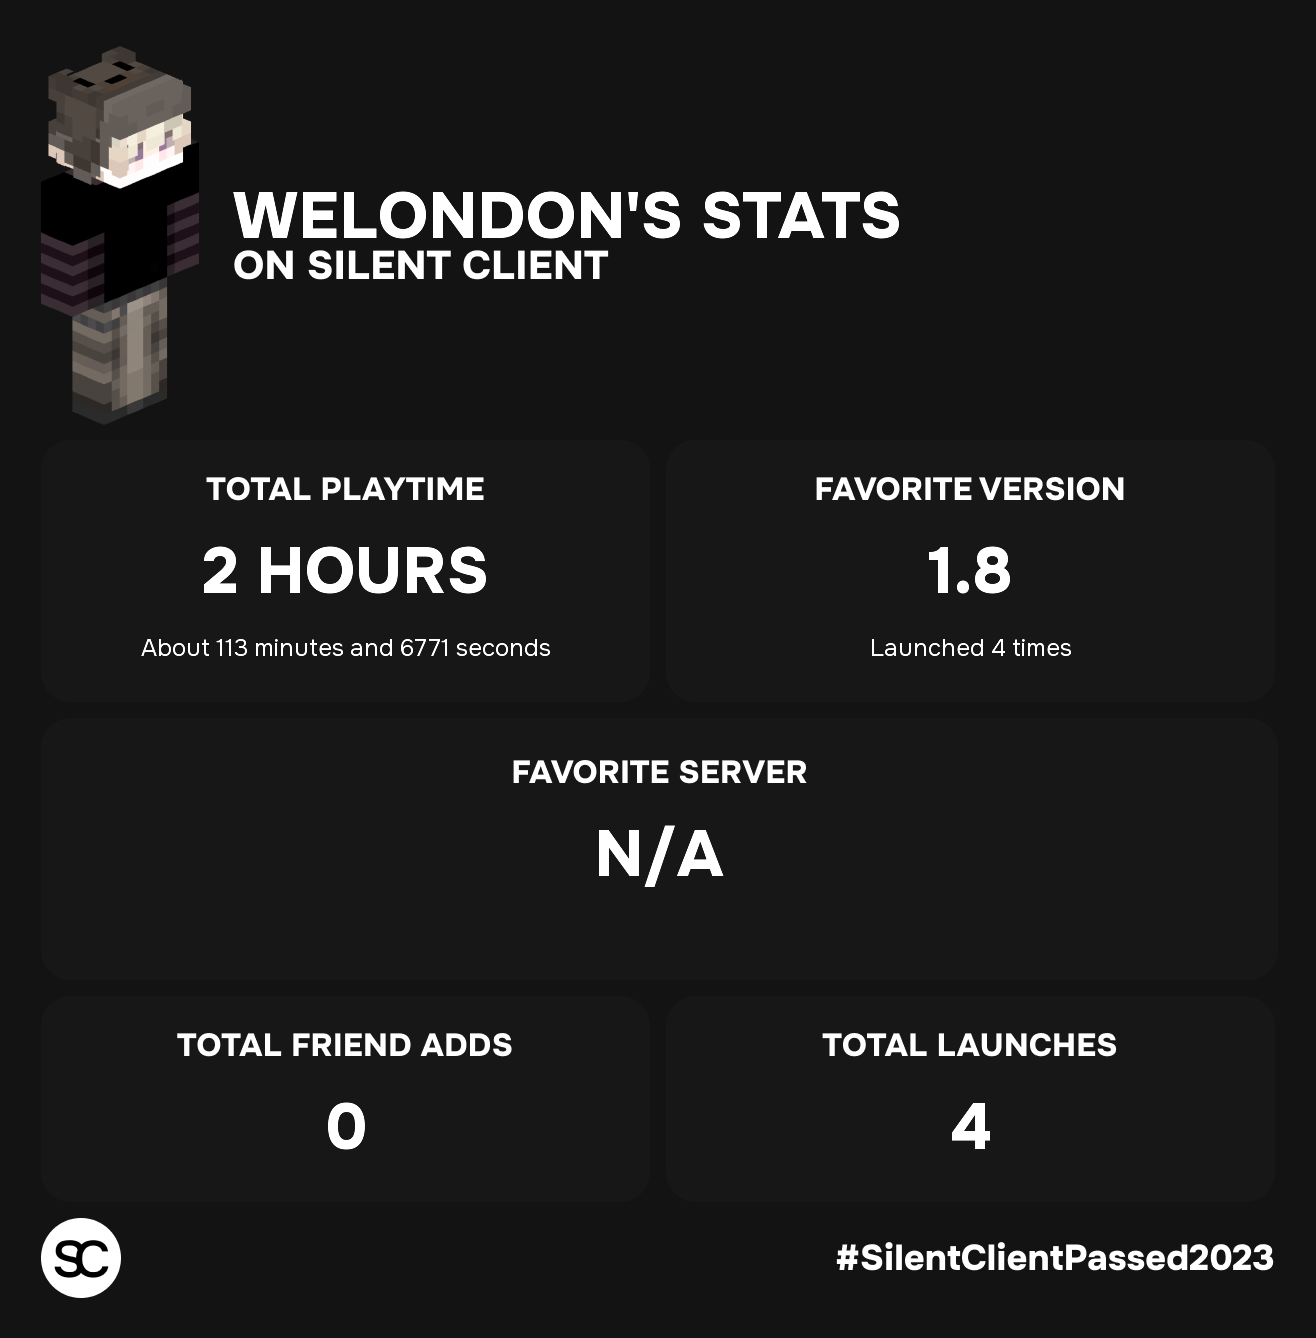 WELONDON'S STATS
ON SILENT CLIENT
TOTAL PLAYTIME
2 HOURS
About 113 minutes and 6771 seconds
FAVORITE VERSION
1.8
Launched 4 times
FAVORITE SERVER
N/A
TOTAL FRIEND ADDS
0
TOTAL LAUNCHES
4
SC
#SilentClientPassed2023